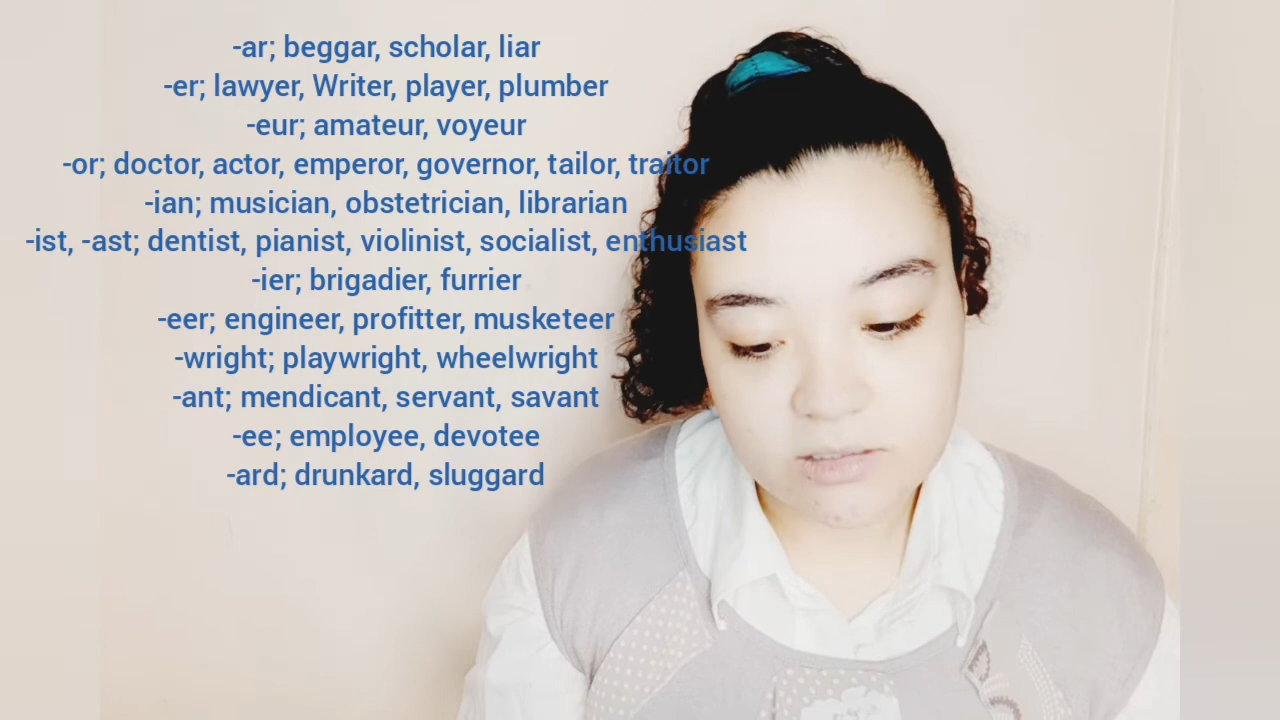 -ar; beggar, scholar, liar
-er; lawyer, Writer, player, plumber
-eur; amateur, voyeur
-or; doctor, actor, emperor, governor, tailor, traitor
-ian; musician, obstetrician, librarian
-ist, -ast; dentist, pianist, violinist, socialist, enthusiast
-ier; brigadier, furrier
-eer; engineer, profitter, musketeer
-wright; playwright, wheelwright
-ant; mendicant, servant, savant
-ee; employee, devotee
-ard; drunkard, sluggard